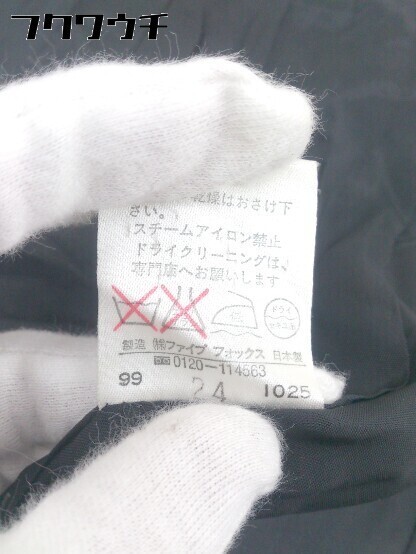 フクワウチ
乾燥はおさけ下
さい。
スチームアイロン禁止
ドライクリーニングは、
専門店へお願いします
低 ドライ セキユ系
製造 ㈱ファイブ フォックス 日本製
0120-114563
99 24 1025